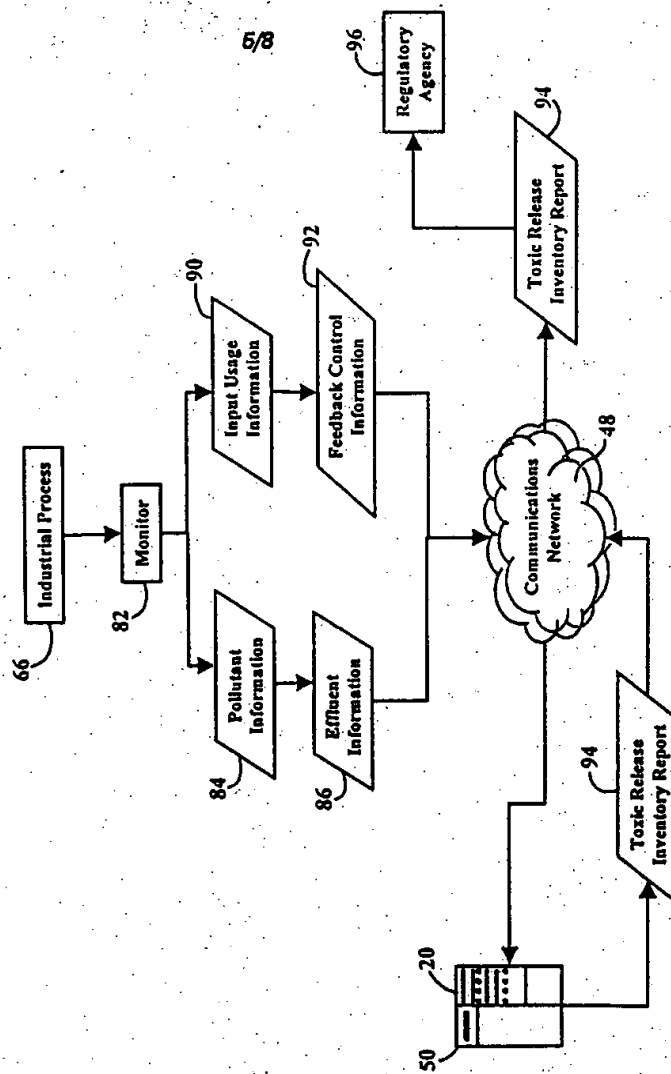 6/8
66
Industrial Process
82
Monitor
84
Pollutant
Information
90
Input Usage
Information
86
Effluent
Information
92
Feedback Control
Information
Communications
Network
48
50
20
94
Toxic Release
Inventory Report
Toxic Release
Inventory Report
94
96
Regulatory
Agency